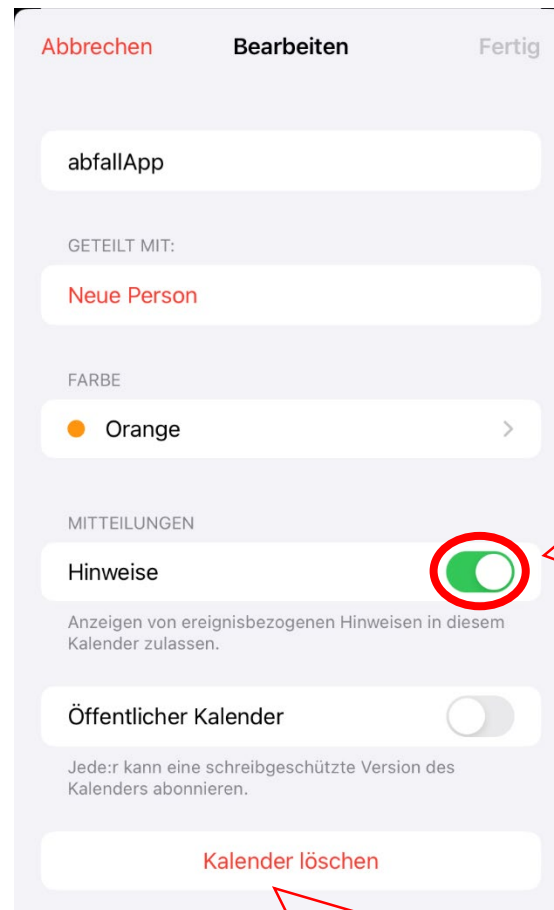 Abbrechen Bearbeiten Fertig
abfallApp
GETEILT MIT:
Neue Person
FARBE
Orange
MITTEILUNGEN
Hinweise
Anzeigen von ereignisbezogenen Hinweisen in diesem
Kalender zulassen.
Öffentlicher Kalender
Jede:r kann eine schreibgeschützte Version des
Kalenders abonnieren.
Kalender löschen